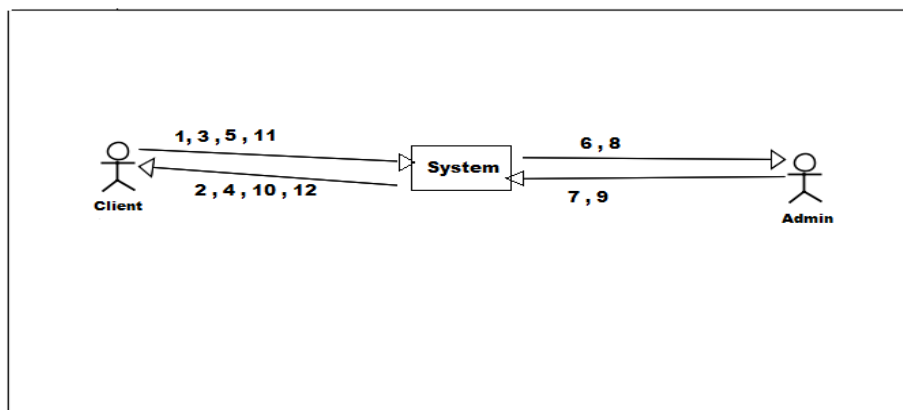 1, 3 , 5 , 11
6 , 8
System
2 , 4 , 10 , 12
7 , 9
Client
Admin